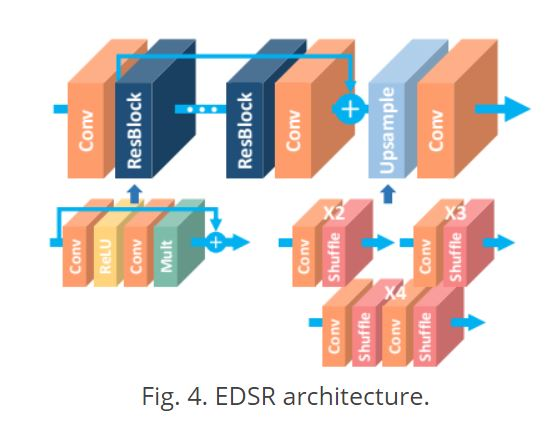 Conv
ResBlock
ResBlock
Conv
+
Upsample
Conv
Conv
ReLU
Conv
Mult
+
X2
Conv
Shuffle
X3
Conv
Shuffle
X4
Conv
Shuffle
Conv
Shuffle
Fig. 4. EDSR architecture.